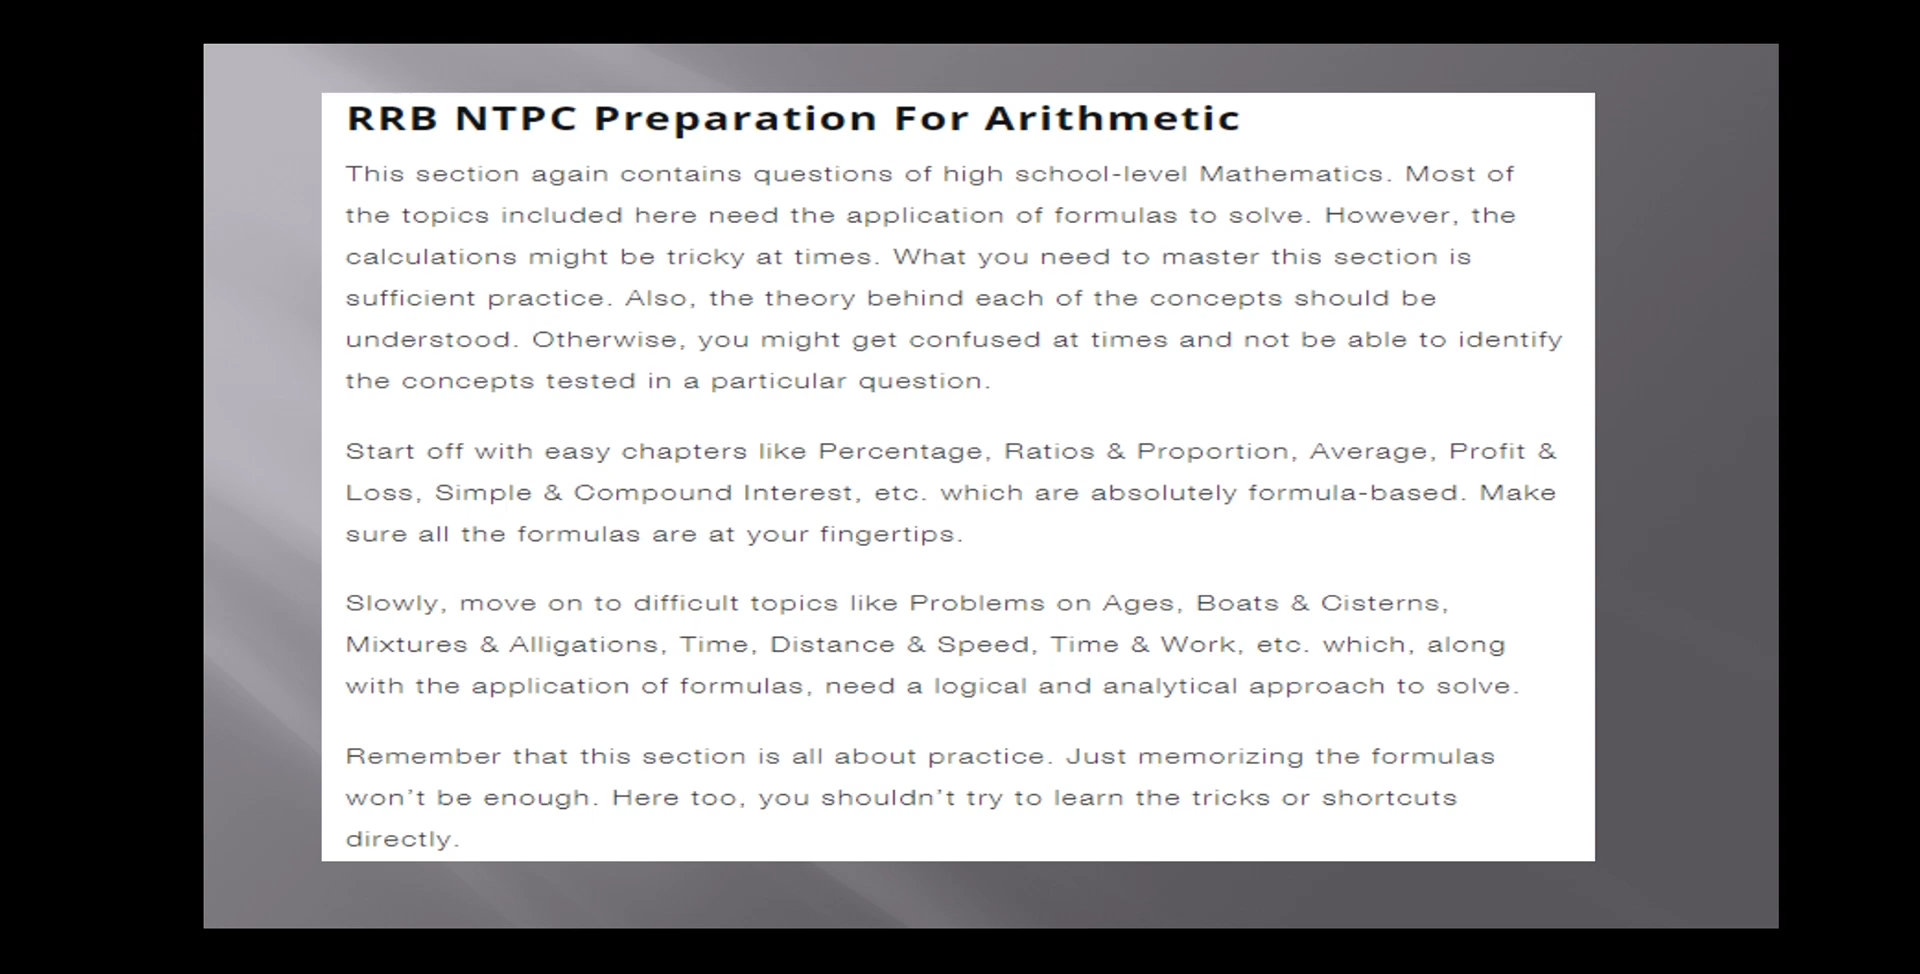 RRB NTPC Preparation For Arithmetic
This section again contains questions of high school-level Mathematics. Most of
the topics included here need the application of formulas to solve. However, the
calculations might be tricky at times. What you need to master this section is
sufficient practice. Also, the theory behind each of the concepts should be
understood. Otherwise, you might get confused at times and not be able to identify
the concepts tested in a particular question.
Start off with easy chapters like Percentage, Ratios & Proportion, Average, Profit &
Loss, Simple & Compound Interest, etc. which are absolutely formula-based. Make
sure all the formulas are at your fingertips.
Slowly, move on to difficult topics like Problems on Ages, Boats & Cisterns,
Mixtures & Alligations, Time, Distance & Speed, Time & Work, etc. which, along
with the application of formulas, need a logical and analytical approach to solve.
Remember that this section is all about practice. Just memorizing the formulas
won’t be enough. Here too, you shouldn’t try to learn the tricks or shortcuts
directly.